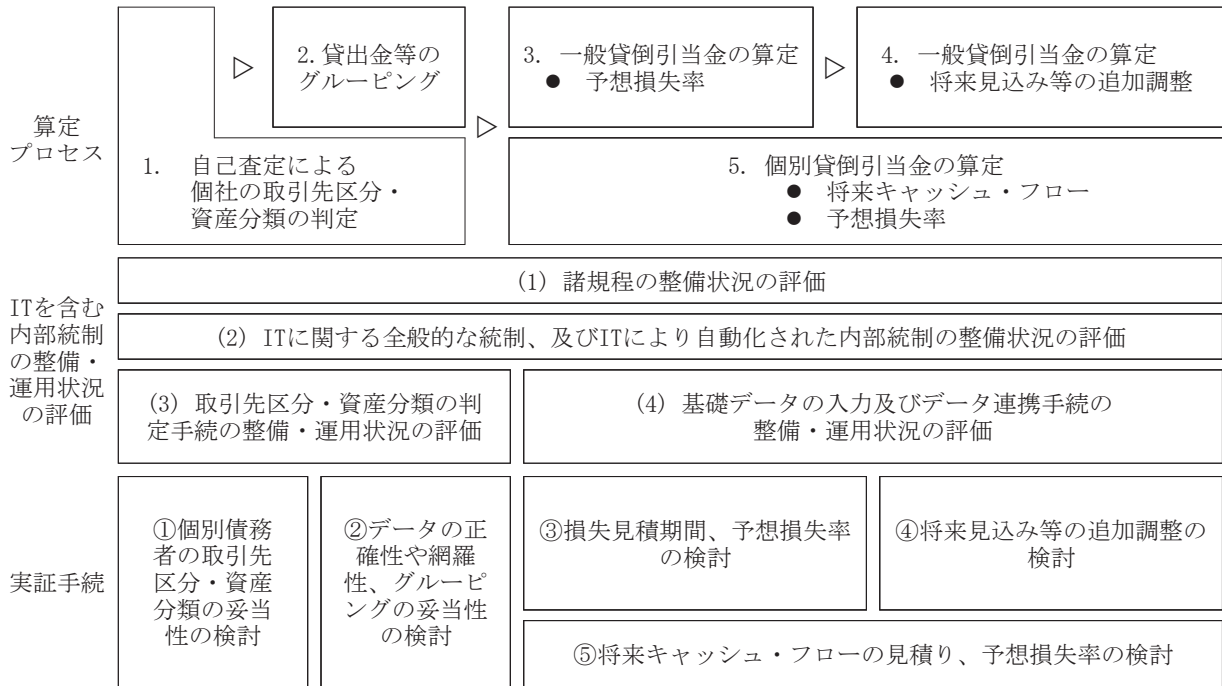 算定
プロセス
1. 自己査定による
個社の取引先区分・
資産分類の判定
2.貸出金等の
グルーピング
3. 一般貸倒引当金の算定
● 予想損失率
4. 一般貸倒引当金の算定
● 将来見込み等の追加調整
5. 個別貸倒引当金の算定
● 将来キャッシュ・フロー
● 予想損失率
ITを含む
内部統制
の整備・
運用状況
の評価
(1) 諸規程の整備状況の評価
(2) ITに関する全般的な統制、及びITにより自動化された内部統制の整備状況の評価
(3) 取引先区分・資産分類の判
定手続の整備・運用状況の評価
(4) 基礎データの入力及びデータ連携手続の
整備・運用状況の評価
実証手続
①個別債務
者の取引先
区分・資産
分類の妥当
性の検討
②データの正
確性や網羅
性、グルーピ
ングの妥当性
の検討
③損失見積期間、予想損失率
の検討
④将来見込み等の追加調整の
検討
⑤将来キャッシュ・フローの見積り、予想損失率の検討